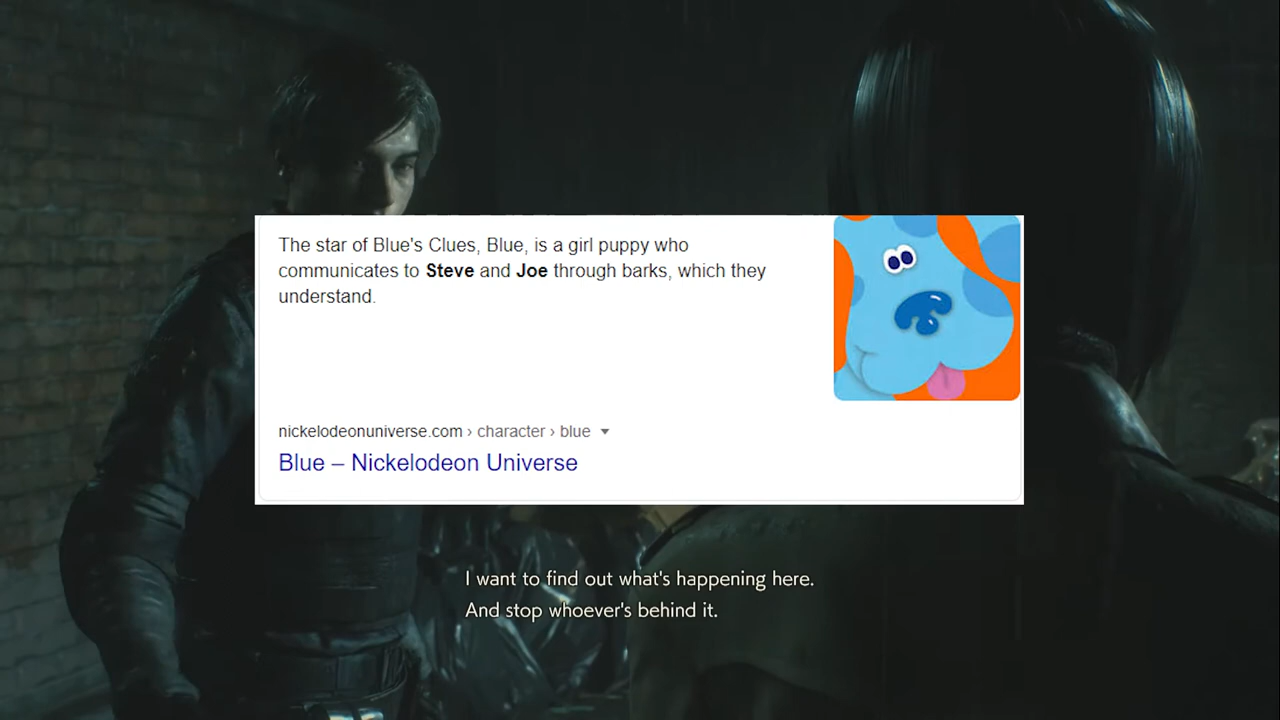 The star of Blue's Clues, Blue, is a girl puppy who
communicates to Steve and Joe through barks, which they
understand.
nickelodeonuniverse.com › character › blue
Blue – Nickelodeon Universe
I want to find out what's happening here.
And stop whoever's behind it.